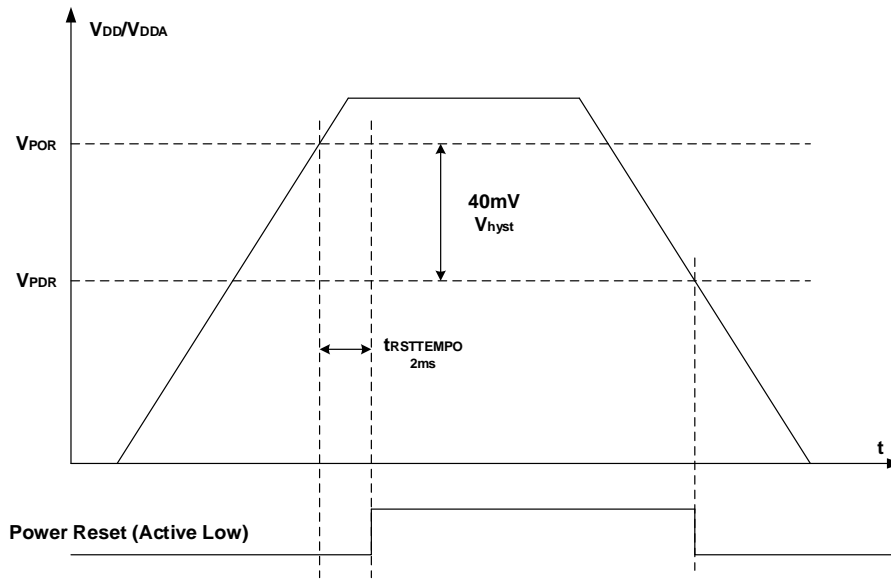 VDD/VDDA
VPOR
40mV
Vhyst
VPDR
tRSTTEMPO
2ms
t
Power Reset (Active Low)